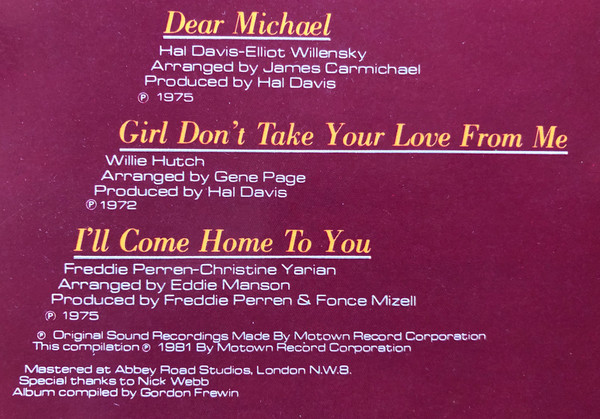 Dear Michael
Hal Davis-Elliot Willensky
Arranged by James Carmichael
Produced by Hal Davis
℗ 1975
Girl Don't Take Your Love From Me
Willie Hutch
Arranged by Gene Page
Produced by Hal Davis
℗ 1972
I'll Come Home To You
Freddie Perren-Christine Yarian
Arranged by Eddie Manson
Produced by Freddie Perren & Fonce Mizell
℗ 1975
℗ Original Sound Recordings Made By Motown Record Corporation
This compilation ℗ 1981 By Motown Record Corporation
Mastered at Abbey Road Studios, London N.W.8.
Special thanks to Nick Webb
Album compiled by Gordon Frewin